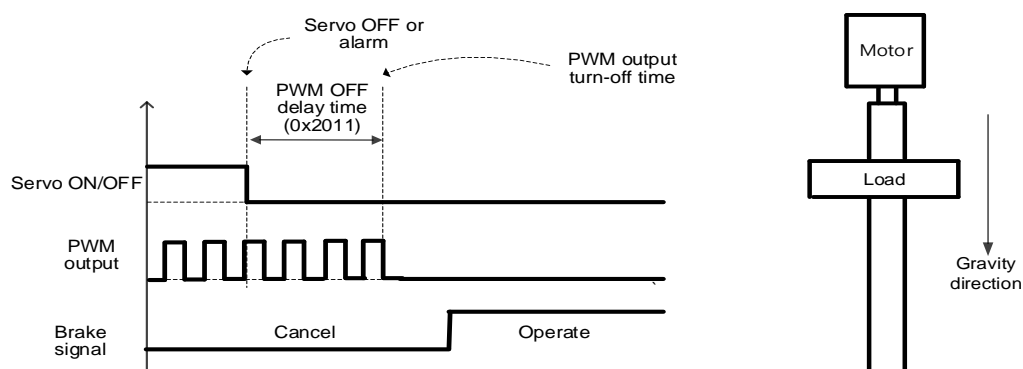 Servo OFF or
alarm
PWM output
turn-off time
PWM OFF
delay time
(0x2011)
Servo ON/OFF
PWM
output
Brake
signal
Cancel
Operate
Motor
Load
Gravity
direction